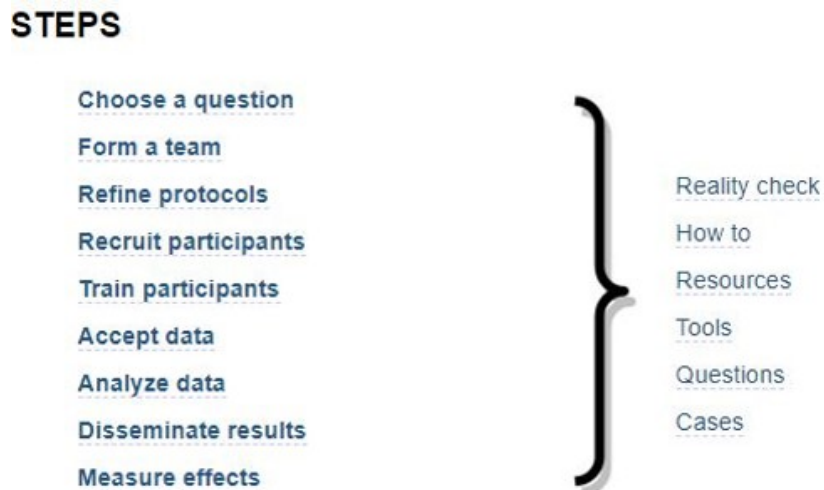 STEPS
Choose a question
Form a team
Refine protocols
Recruit participants
Train participants
Accept data
Analyze data
Disseminate results
Measure effects
Reality check
How to
Resources
Tools
Questions
Cases